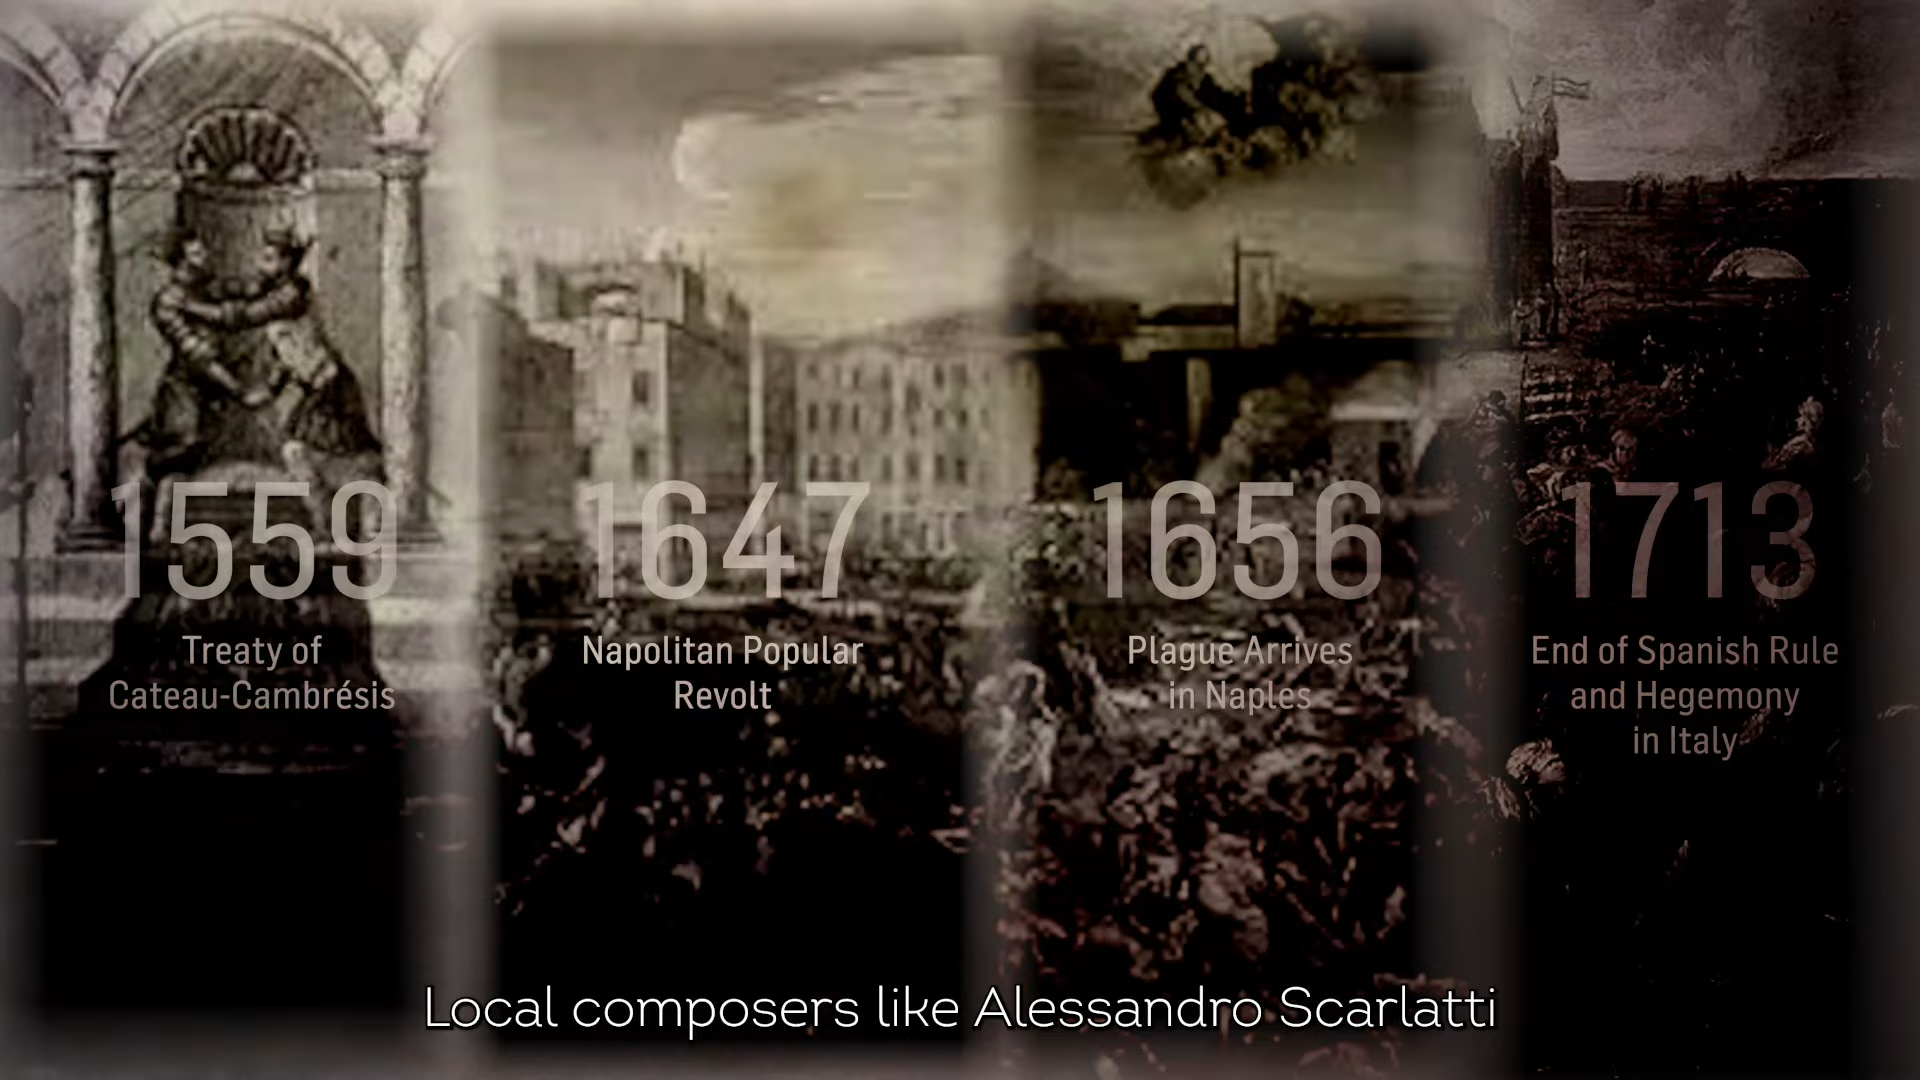 1559
Treaty of
Cateau-Cambrésis
1647
Napolitan Popular
Revolt
1656
Plague Arrives
in Naples
1713
End of Spanish Rule
and Hegemony
in Italy
Local composers like Alessandro Scarlatti